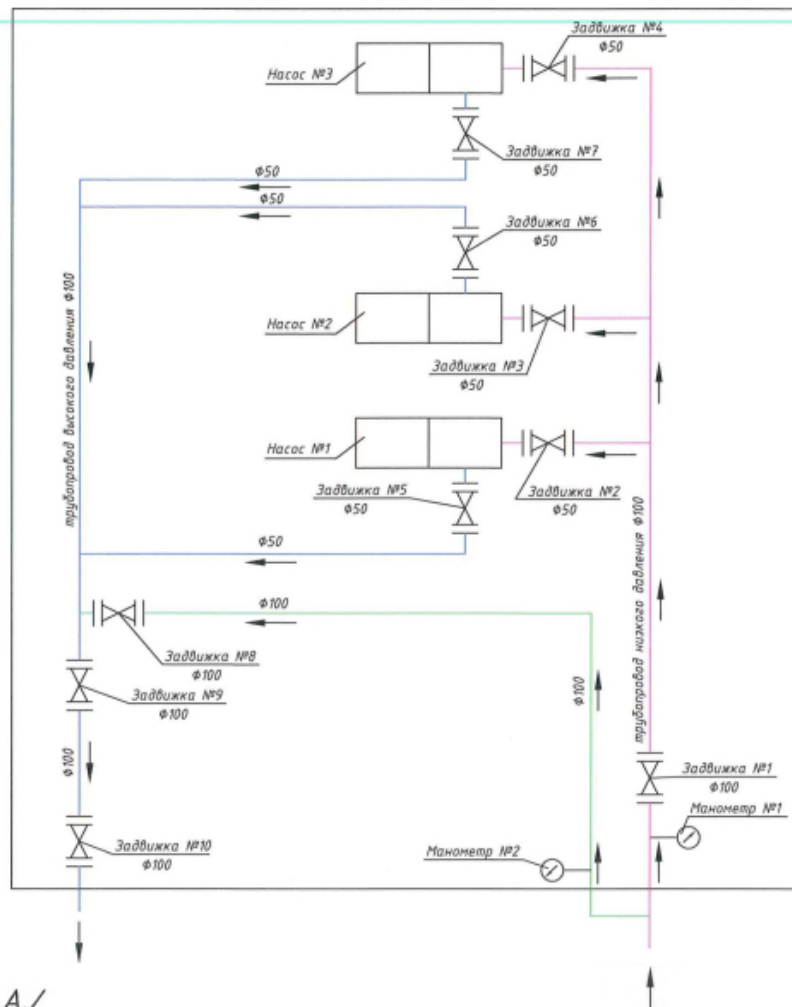 Задвижка №4
Ф50
Насос №3
Задвижка №7
Ф50
Ф50
Ф50
Задвижка №6
Ф50
трубопровод высокого давления Ф100
Насос №2
Задвижка №3
Ф50
Насос №1
Задвижка №5
Ф50
Задвижка №2
Ф50
Ф50
трубопровод низкого давления Ф100
Ф100
Задвижка №8
Ф100
Задвижка №9
Ф100
Ф100
Ф100
Задвижка №1
Ф100
Манометр №1
Задвижка №10
Ф100
Манометр №2
А./